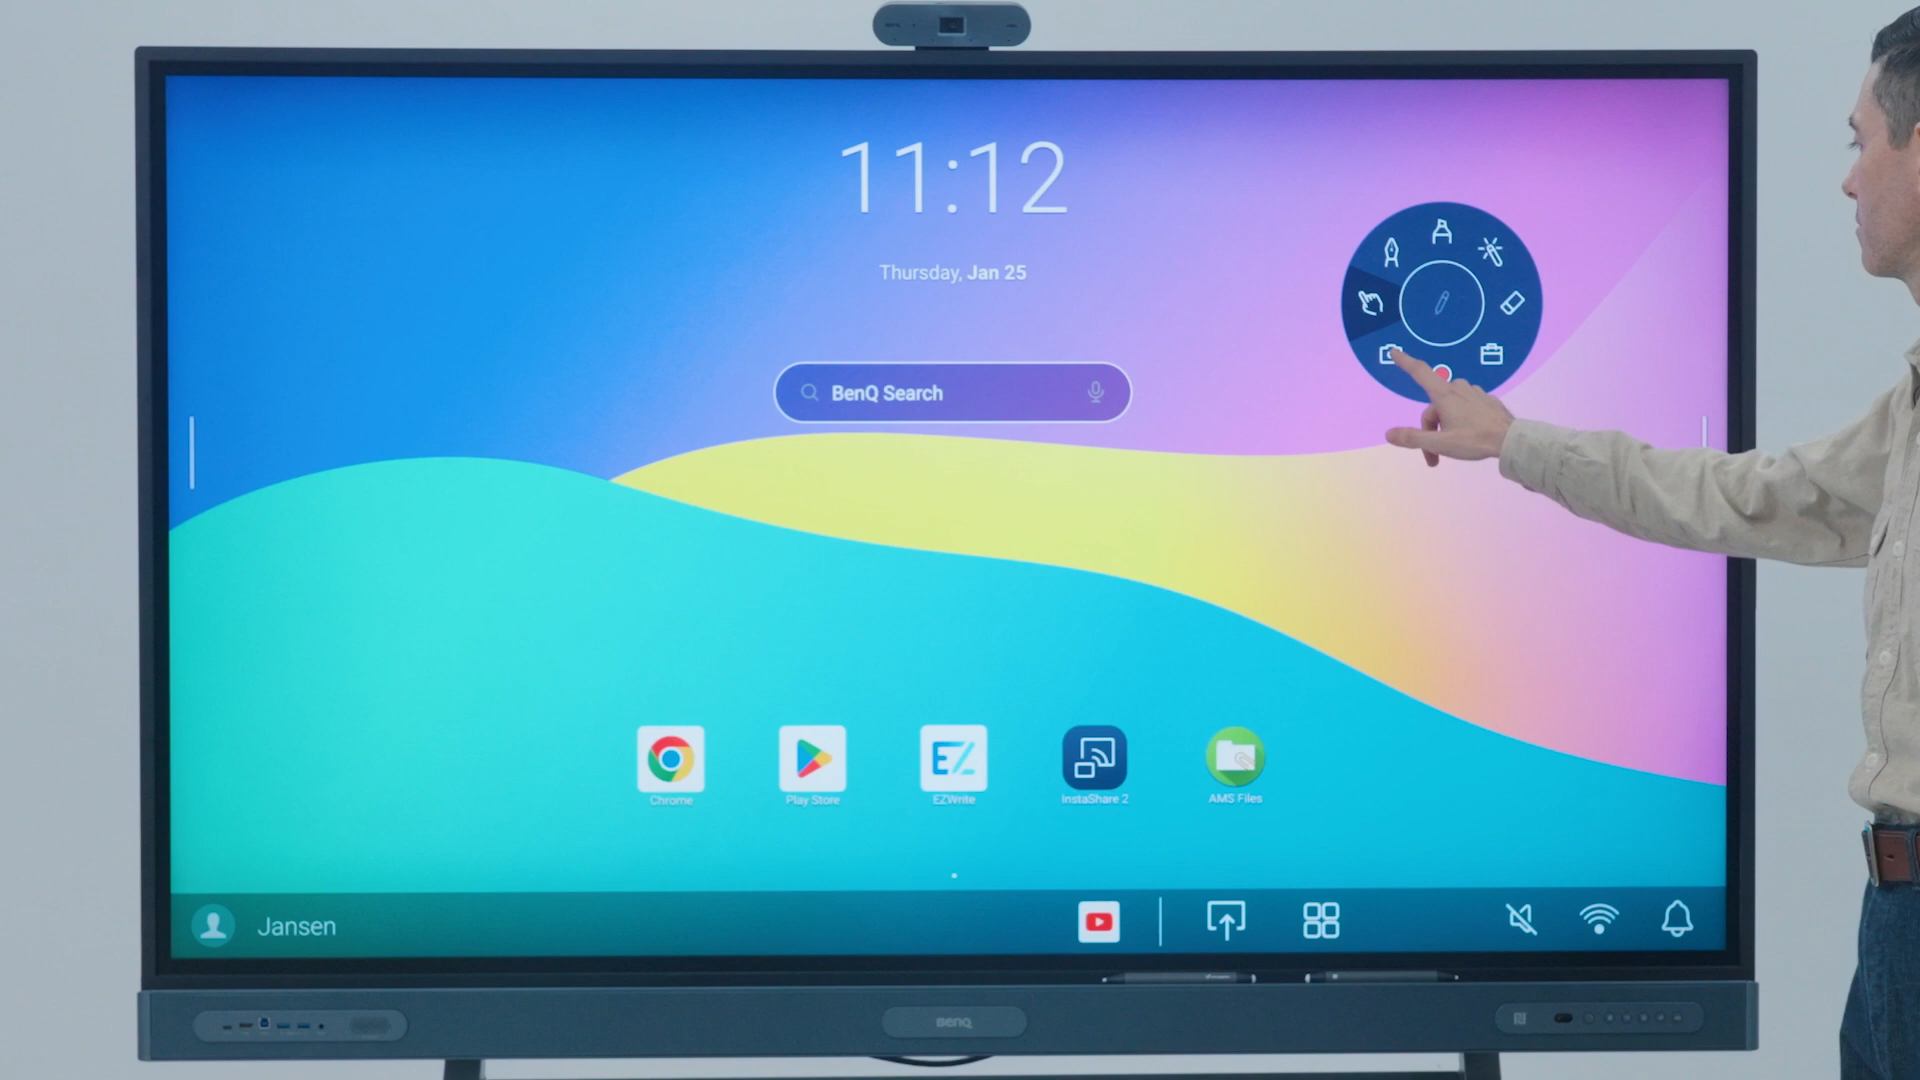 11:12
Thursday, Jan 25
BenQ Search
Chrome
Play Store
EZWrite
InstaShare 2
AMS Files
Jansen
BenQ